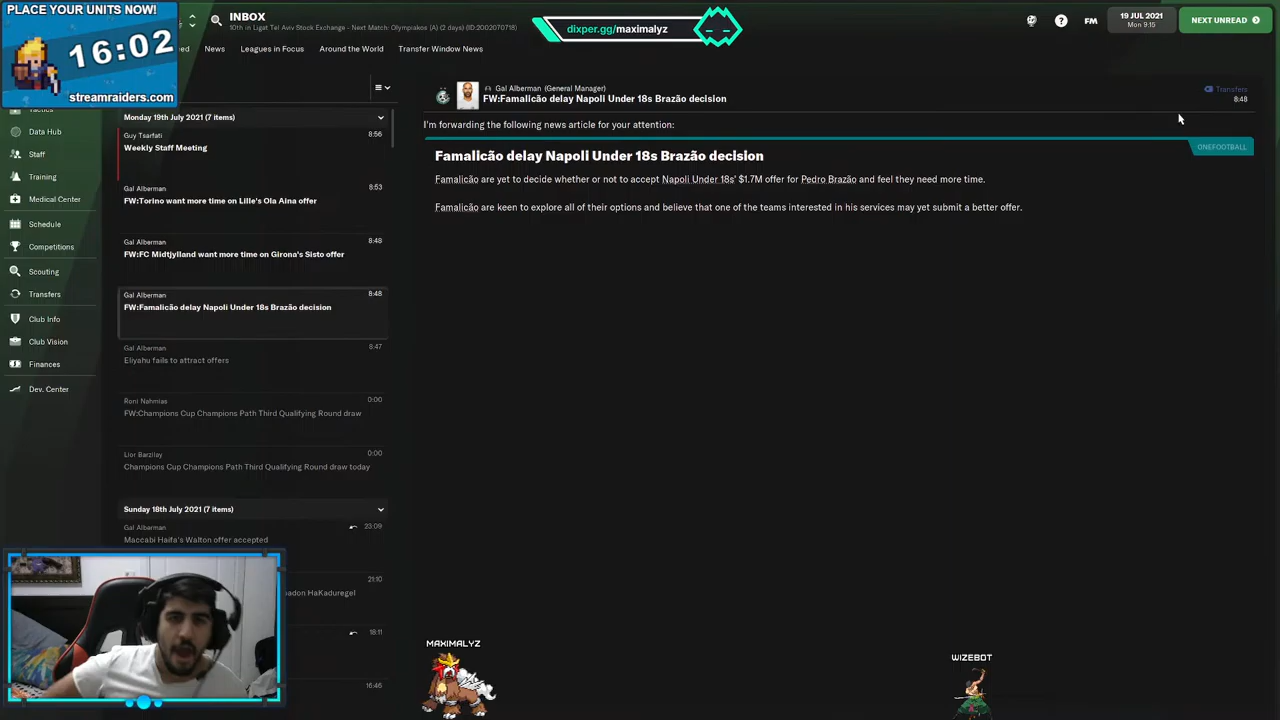 PLACE YOUR UNITS NOW!
16:02
streamraiders.com
INBOX
10th in Ligat Tel Aviv Stock Exchange - Next Match: Olympiakos (A) (2 days) (ID:2002070718)
dixper.gg/maximalyz
FM
19 JUL 2021
Mon 9:15
NEXT UNREAD
News
Leagues in Focus
Around the World
Transfer Window News
Tactics
Data Hub
Staff
Training
Medical Center
Schedule
Competitions
Scouting
Transfers
Club Info
Club Vision
Finances
Dev. Center
Monday 19th July 2021 (7 items)
Guy Tsarfati 8:56
Weekly Staff Meeting
Gal Alberman 8:53
FW:Torino want more time on Lille's Ola Aina offer
Gal Alberman 8:48
FW:FC Midtjylland want more time on Girona's Sisto offer
Gal Alberman 8:48
FW:Famalicão delay Napoli Under 18s Brazão decision
Gal Alberman 8:47
Eliyahu fails to attract offers
Roni Nahmias 0:00
FW:Champions Cup Champions Path Third Qualifying Round draw
Lior Barzilay 0:00
Champions Cup Champions Path Third Qualifying Round draw today
Sunday 18th July 2021 (7 items)
Gal Alberman 23:09
Maccabi Haifa's Walton offer accepted
21:10
adon HaKaduregel
18:11
16:46
Gal Alberman (General Manager)
FW:Famalicão delay Napoli Under 18s Brazão decision
Transfers
8:48
I'm forwarding the following news article for your attention:
ONEFOOTBALL
Famalicão delay Napoli Under 18s Brazão decision
Famalicão are yet to decide whether or not to accept Napoli Under 18s' $1.7M offer for Pedro Brazão and feel they need more time.
Famalicão are keen to explore all of their options and believe that one of the teams interested in his services may yet submit a better offer.
MAXIMALYZ
WIZEBOT